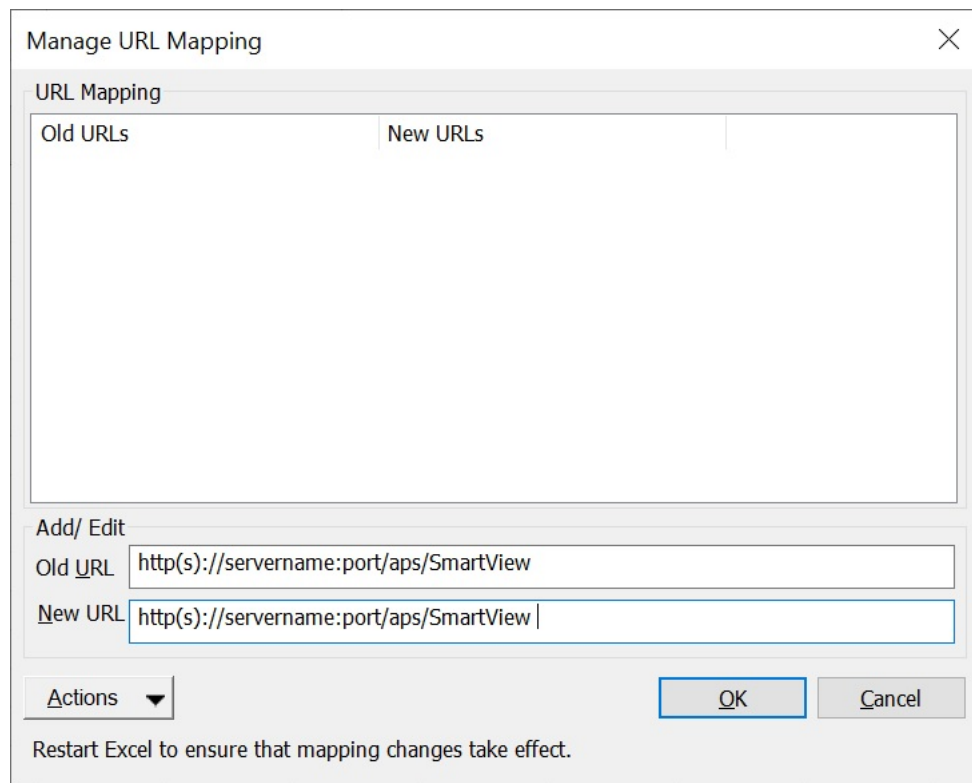 Manage URL Mapping
URL Mapping
Old URLs New URLs
Add/ Edit
Old URL http(s)://servername:port/aps/SmartView
New URL http(s)://servername:port/aps/SmartView
Actions OK Cancel
Restart Excel to ensure that mapping changes take effect.